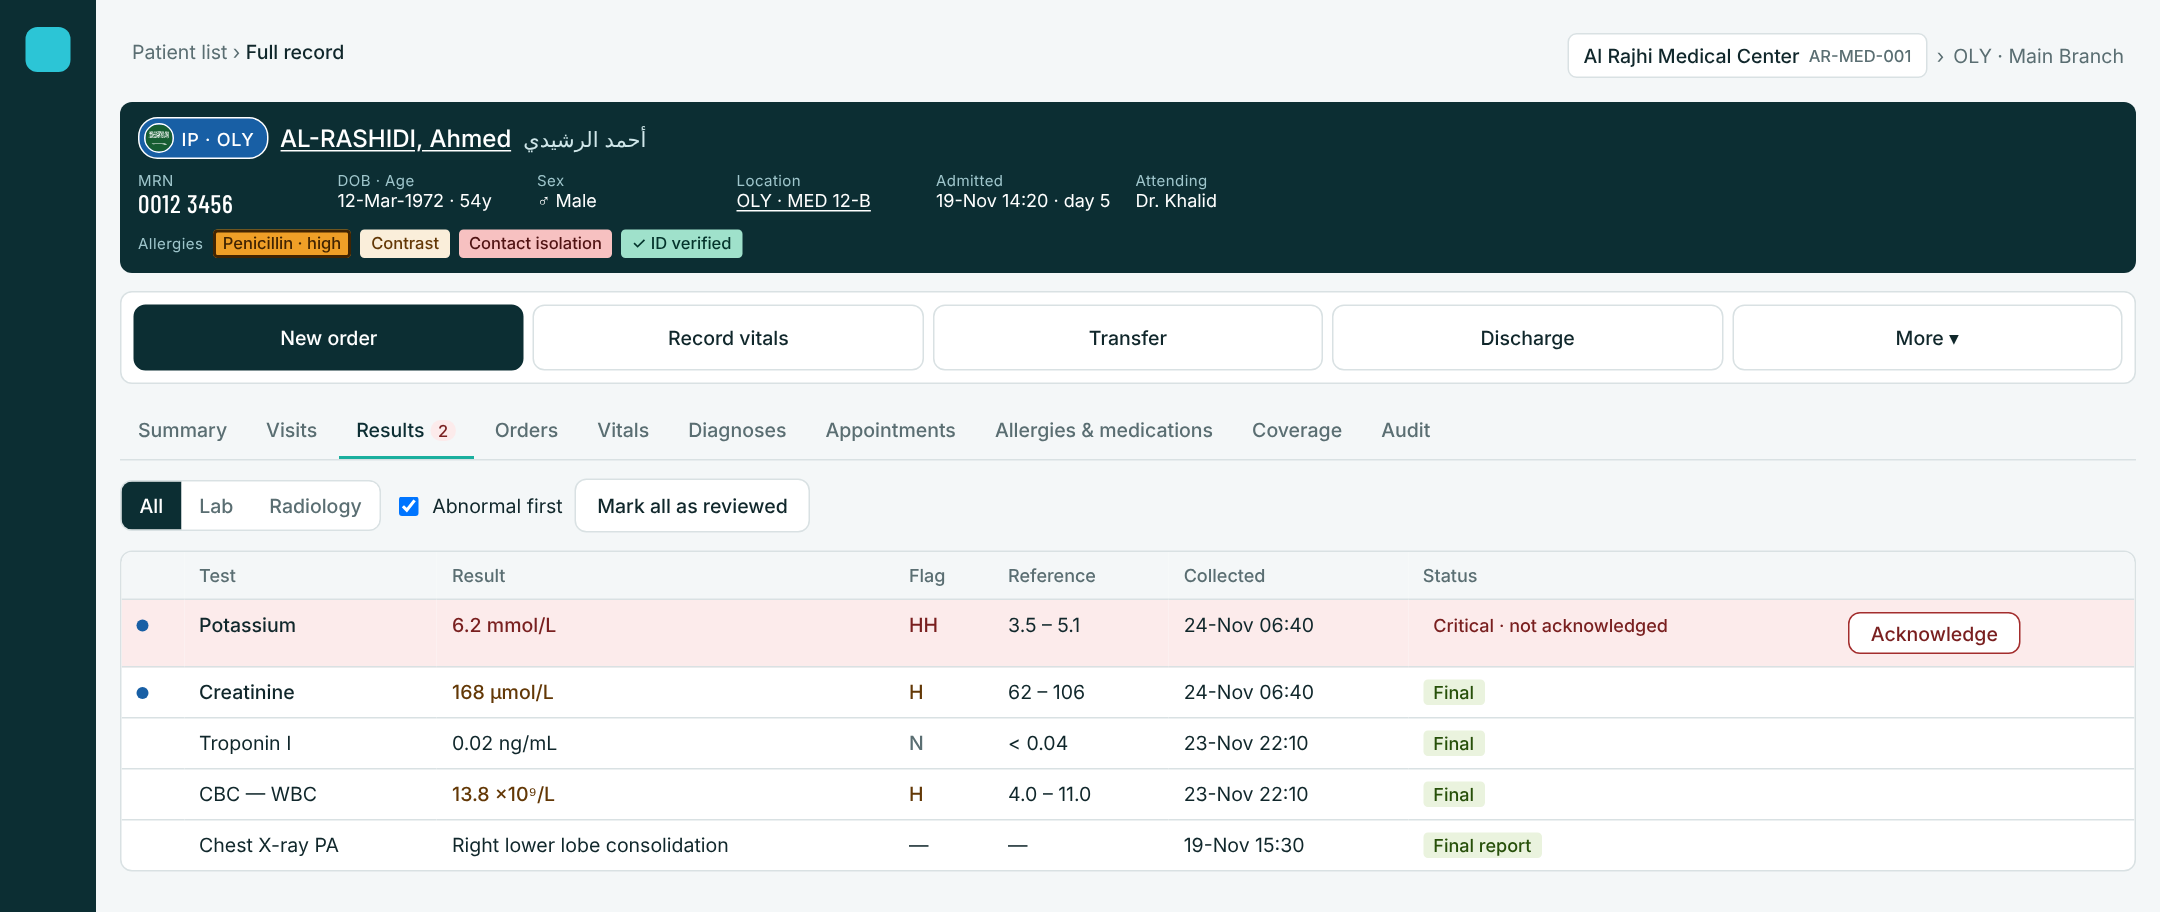 Patient list › Full record
Al Rajhi Medical Center AR-MED-001 › OLY · Main Branch
IP · OLY AL-RASHIDI, Ahmed أحمد الرشيدي
MRN DOB · Age Sex Location Admitted Attending
0012 3456 12-Mar-1972 · 54y ♂ Male OLY · MED 12-B 19-Nov 14:20 · day 5 Dr. Khalid
Allergies Penicillin · high Contrast Contact isolation ✓ ID verified
New order Record vitals Transfer Discharge More ▾
Summary Visits Results 2 Orders Vitals Diagnoses Appointments Allergies & medications Coverage Audit
All Lab Radiology Abnormal first Mark all as reviewed
Test Result Flag Reference Collected Status
Potassium 6.2 mmol/L HH 3.5 – 5.1 24-Nov 06:40 Critical · not acknowledged Acknowledge
Creatinine 168 µmol/L H 62 – 106 24-Nov 06:40 Final
Troponin I 0.02 ng/mL N < 0.04 23-Nov 22:10 Final
CBC — WBC 13.8 ×10⁹/L H 4.0 – 11.0 23-Nov 22:10 Final
Chest X-ray PA Right lower lobe consolidation — — 19-Nov 15:30 Final report